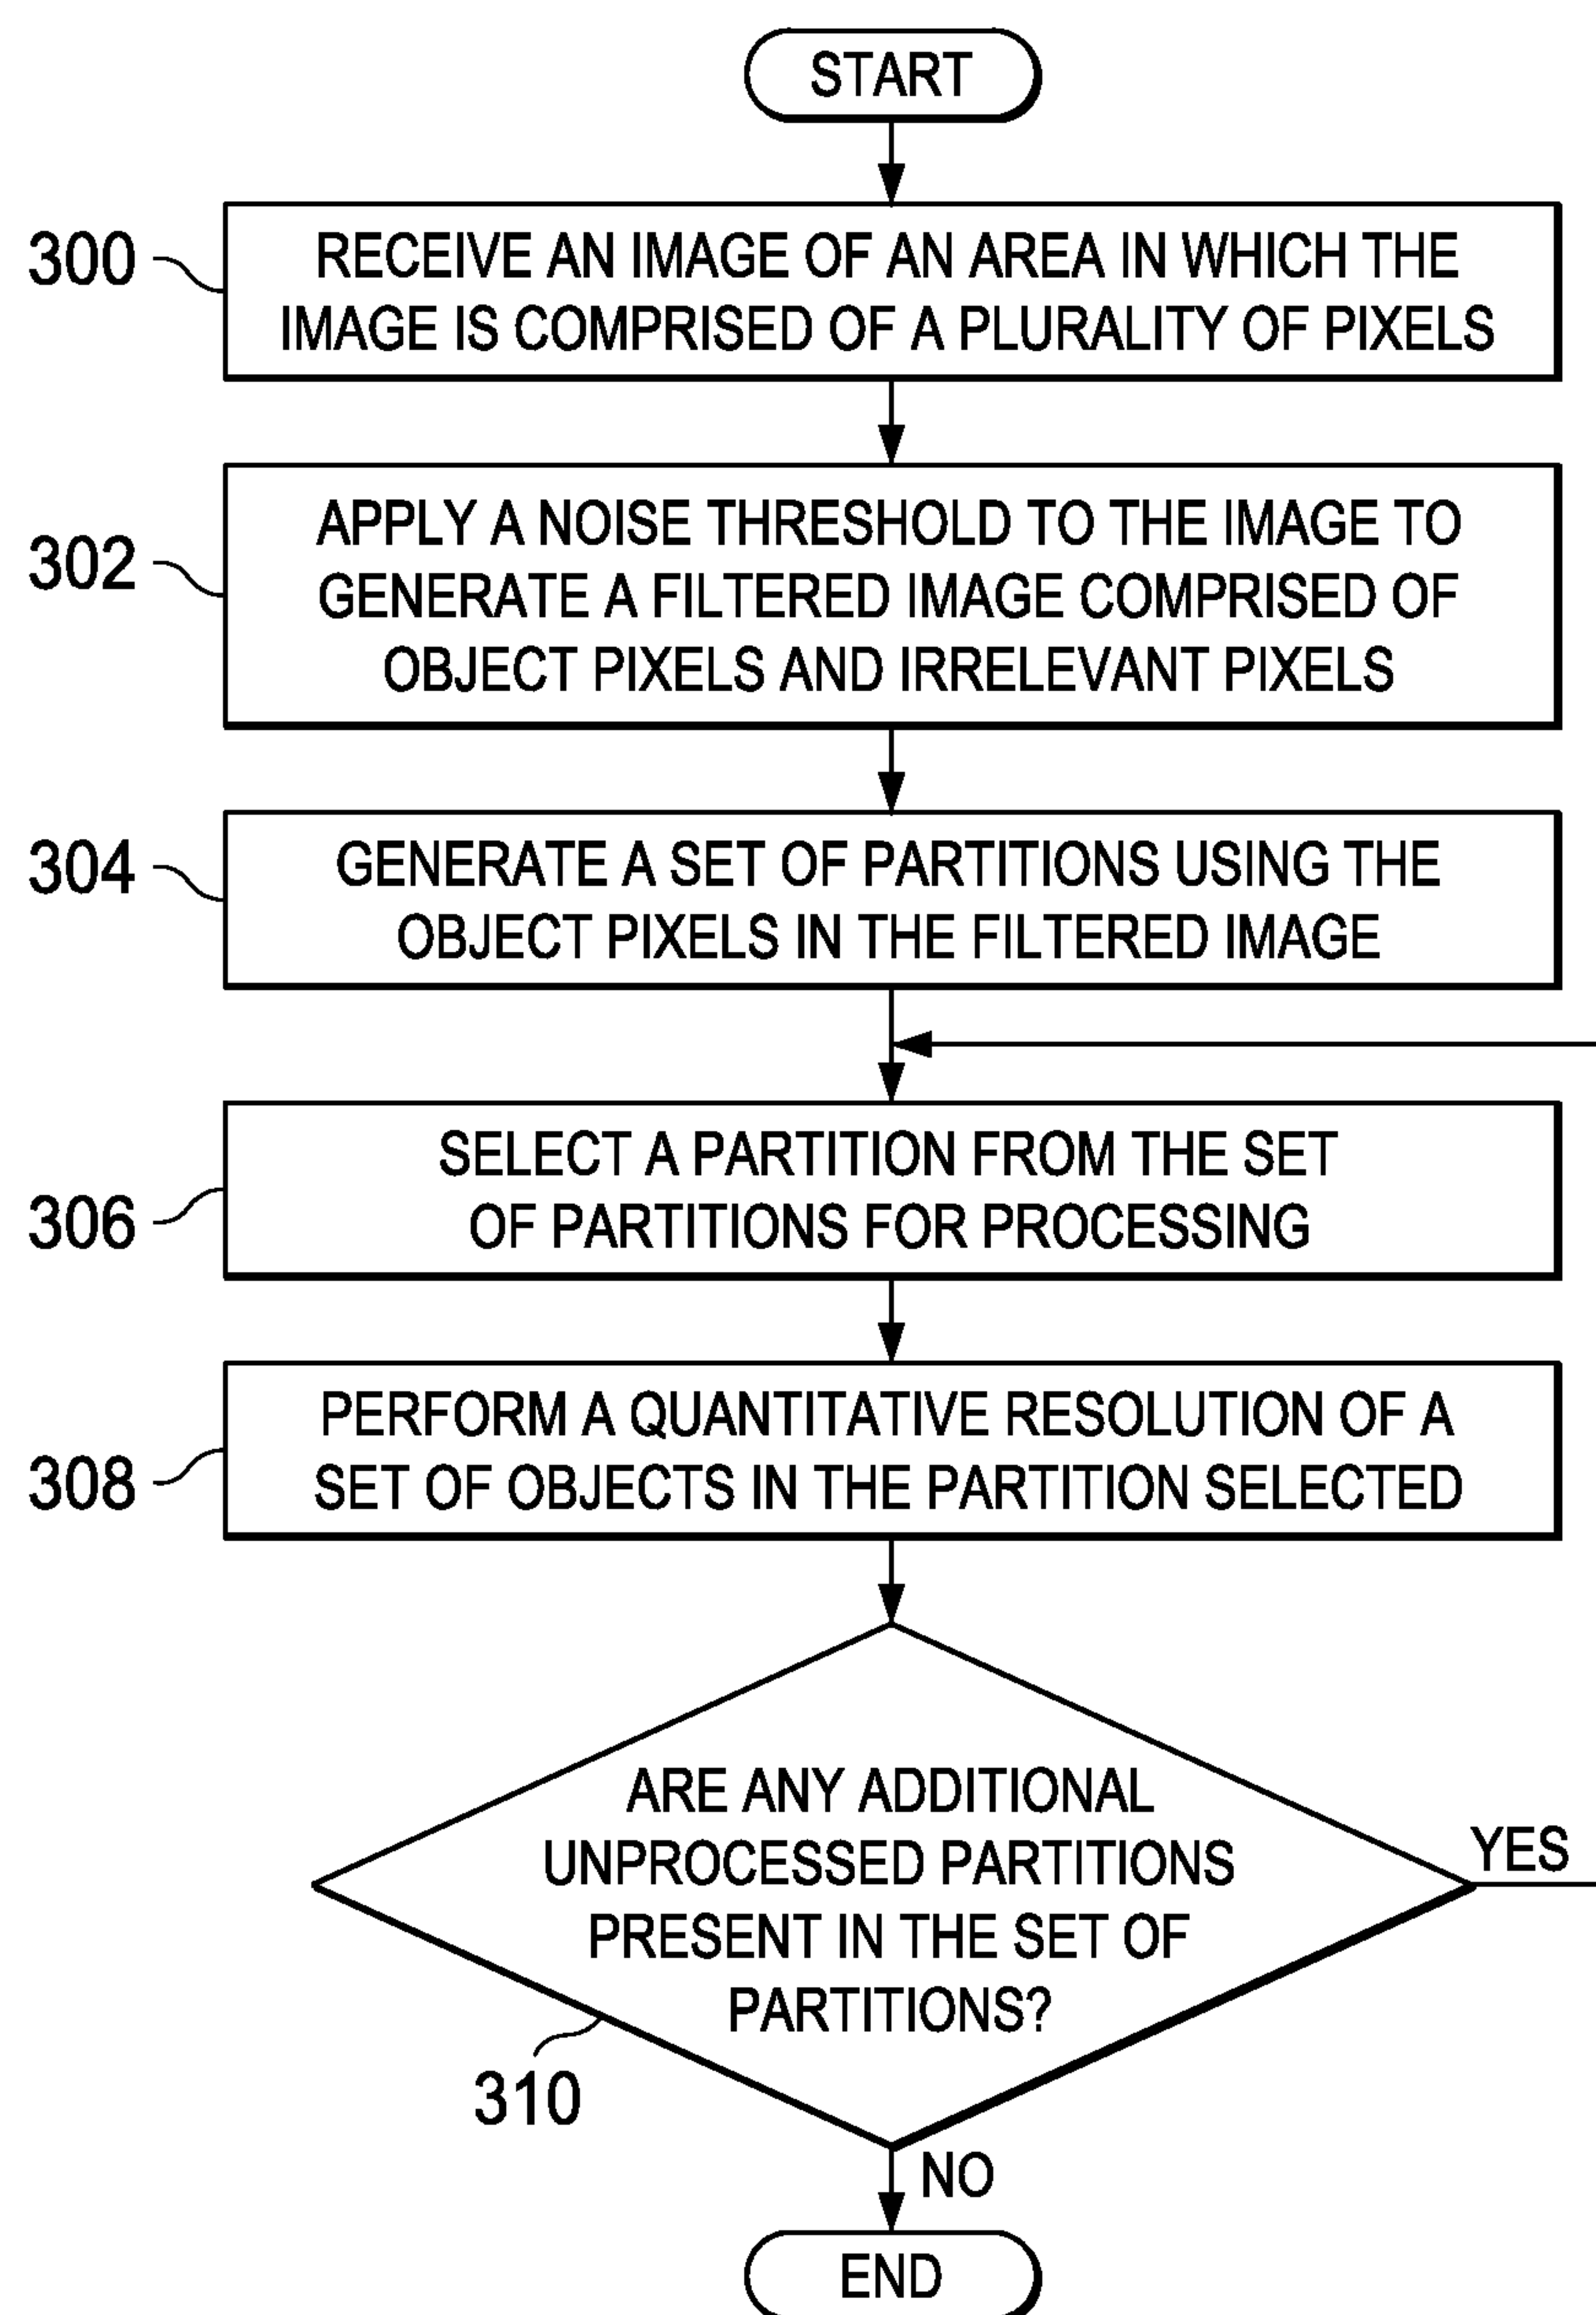 START
300
RECEIVE AN IMAGE OF AN AREA IN WHICH THE
IMAGE IS COMPRISED OF A PLURALITY OF PIXELS
302
APPLY A NOISE THRESHOLD TO THE IMAGE TO
GENERATE A FILTERED IMAGE COMPRISED OF
OBJECT PIXELS AND IRRELEVANT PIXELS
304
GENERATE A SET OF PARTITIONS USING THE
OBJECT PIXELS IN THE FILTERED IMAGE
306
SELECT A PARTITION FROM THE SET
OF PARTITIONS FOR PROCESSING
308
PERFORM A QUANTITATIVE RESOLUTION OF A
SET OF OBJECTS IN THE PARTITION SELECTED
ARE ANY ADDITIONAL
UNPROCESSED PARTITIONS
PRESENT IN THE SET OF
PARTITIONS?
YES
310
NO
END